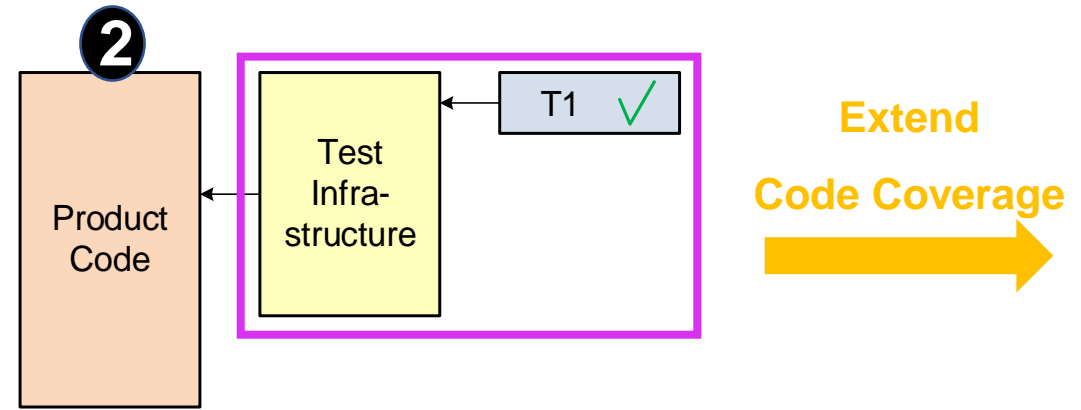 2
Product
Code
Test
Infra-
structure
T1
Extend
Code Coverage